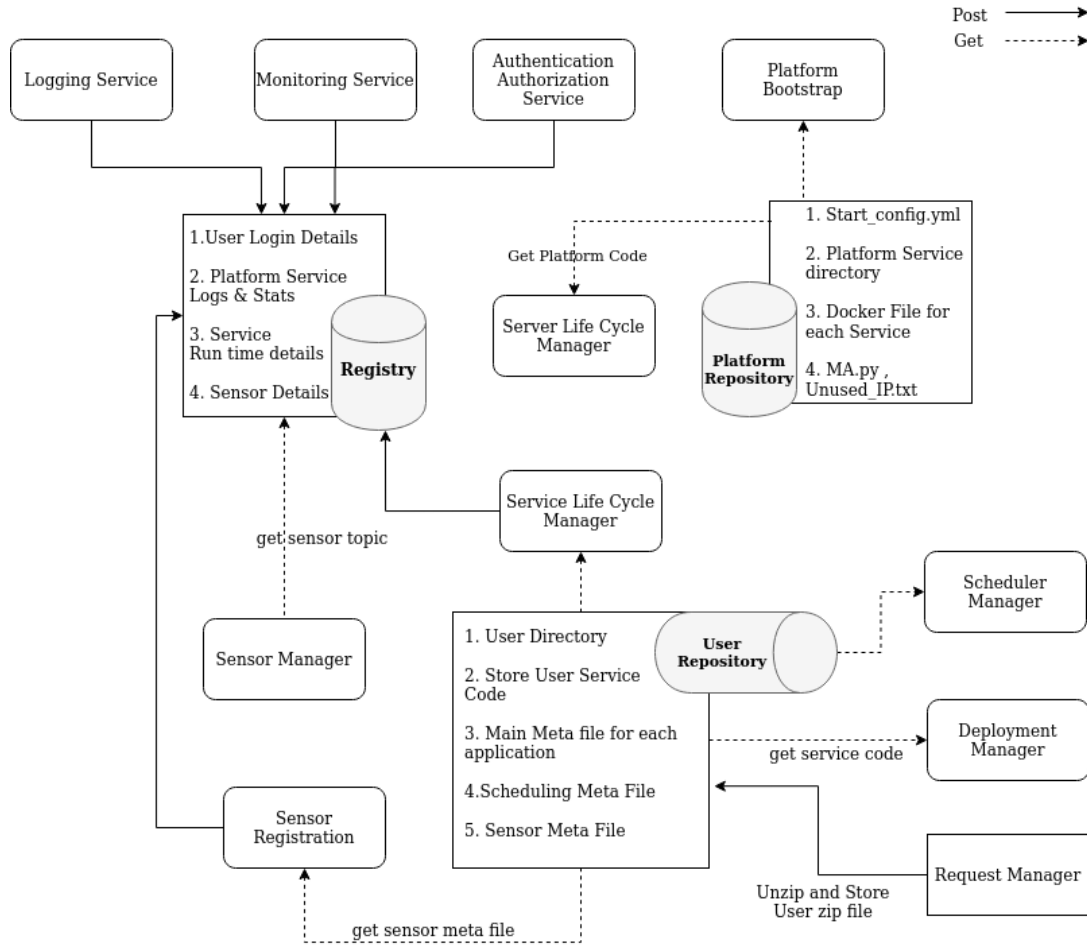 Post
Get
Logging Service
Monitoring Service
Authentication
Authorization
Service
Platform
Bootstrap
1.User Login Details
2. Platform Service
Logs & Stats
3. Service
Run time details
4. Sensor Details
Registry
Get Platform Code
Server Life Cycle
Manager
1. Start_config.yml
2. Platform Service
directory
3. Docker File for
each Service
4. MA.py ,
Unused_IP.txt
Platform
Repository
Service Life Cycle
Manager
get sensor topic
Sensor Manager
1. User Directory
2. Store User Service
Code
3. Main Meta file for each
application
4.Scheduling Meta File
5. Sensor Meta File
User
Repository
Scheduler
Manager
get service code
Deployment
Manager
Sensor
Registration
Request Manager
Unzip and Store
User zip file
get sensor meta file